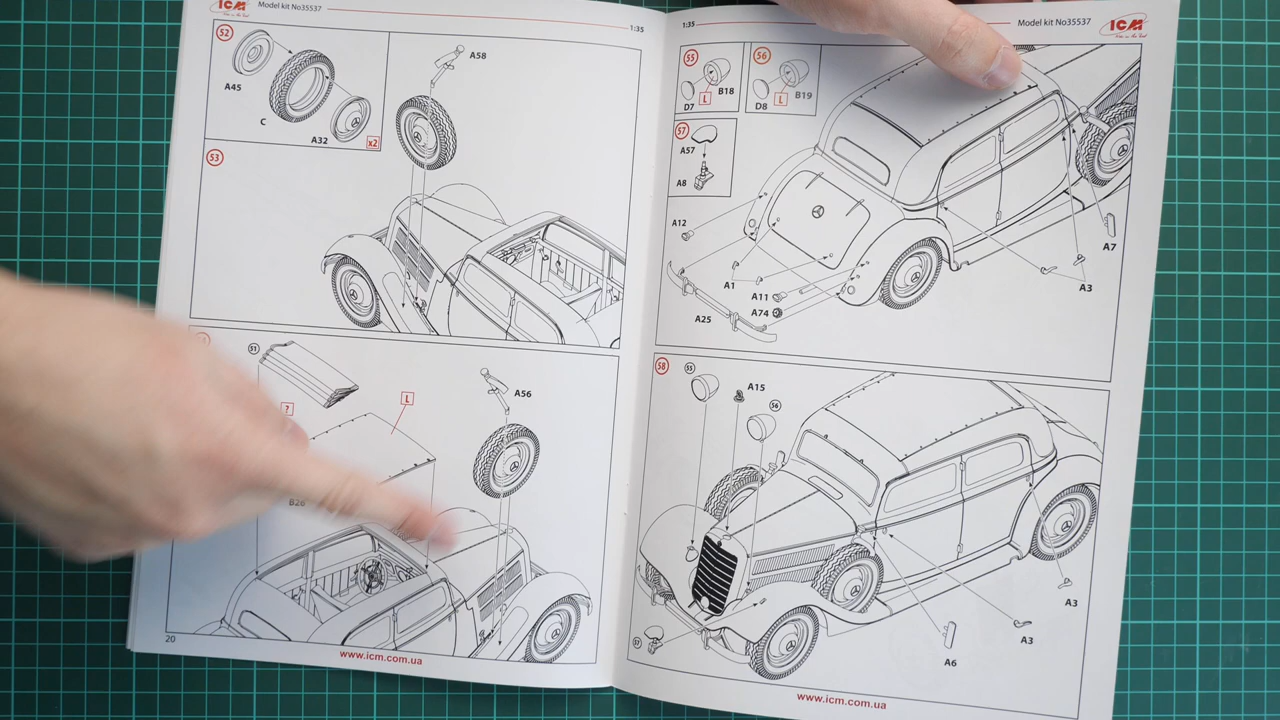 ICM
Model kit No35537
1:35
52
A45
C
A32
x2
A58
53
51
?
L
B26
A56
20
www.icm.com.ua
1:35
Model kit No35537
ICM
55
D7
L
B18
56
D8
L
B19
57
A57
A8
A12
A1
A11
A74
A25
A7
A3
58
55
A15
56
57
A3
A3
A6
www.icm.com.ua